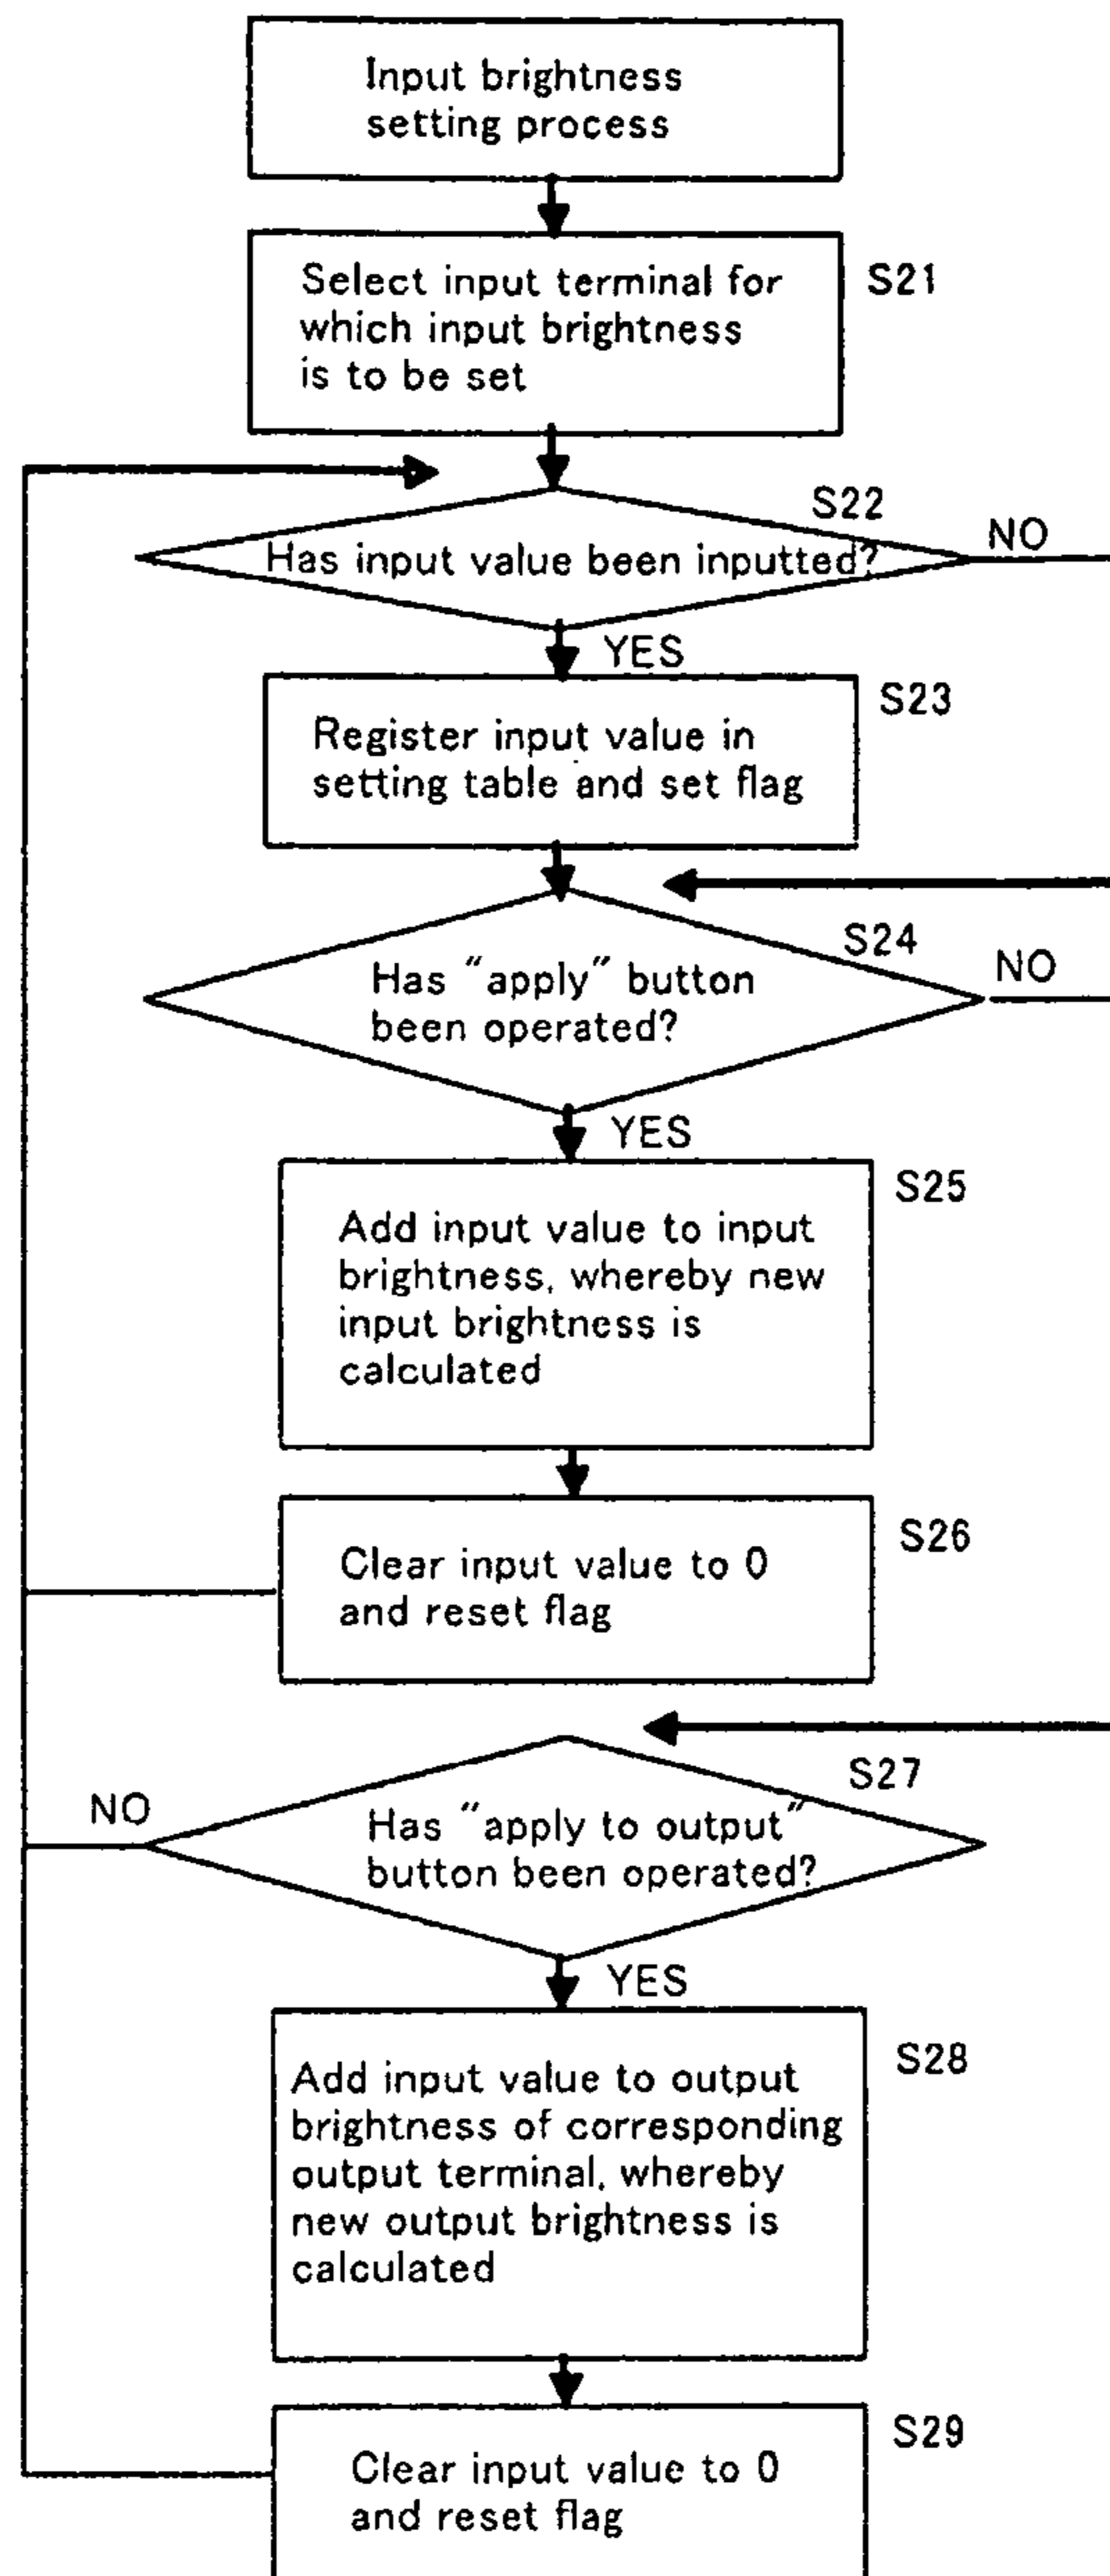 Input brightness
setting process
Select input terminal for
which input brightness
is to be set
S21
S22
Has input value been inputted?
NO
YES
S23
Register input value in
setting table and set flag
S24
Has "apply" button
been operated?
NO
YES
S25
Add input value to input
brightness, whereby new
input brightness is
calculated
S26
Clear input value to 0
and reset flag
S27
NO
Has "apply to output"
button been operated?
YES
S28
Add input value to output
brightness of corresponding
output terminal, whereby
new output brightness is
calculated
S29
Clear input value to 0
and reset flag